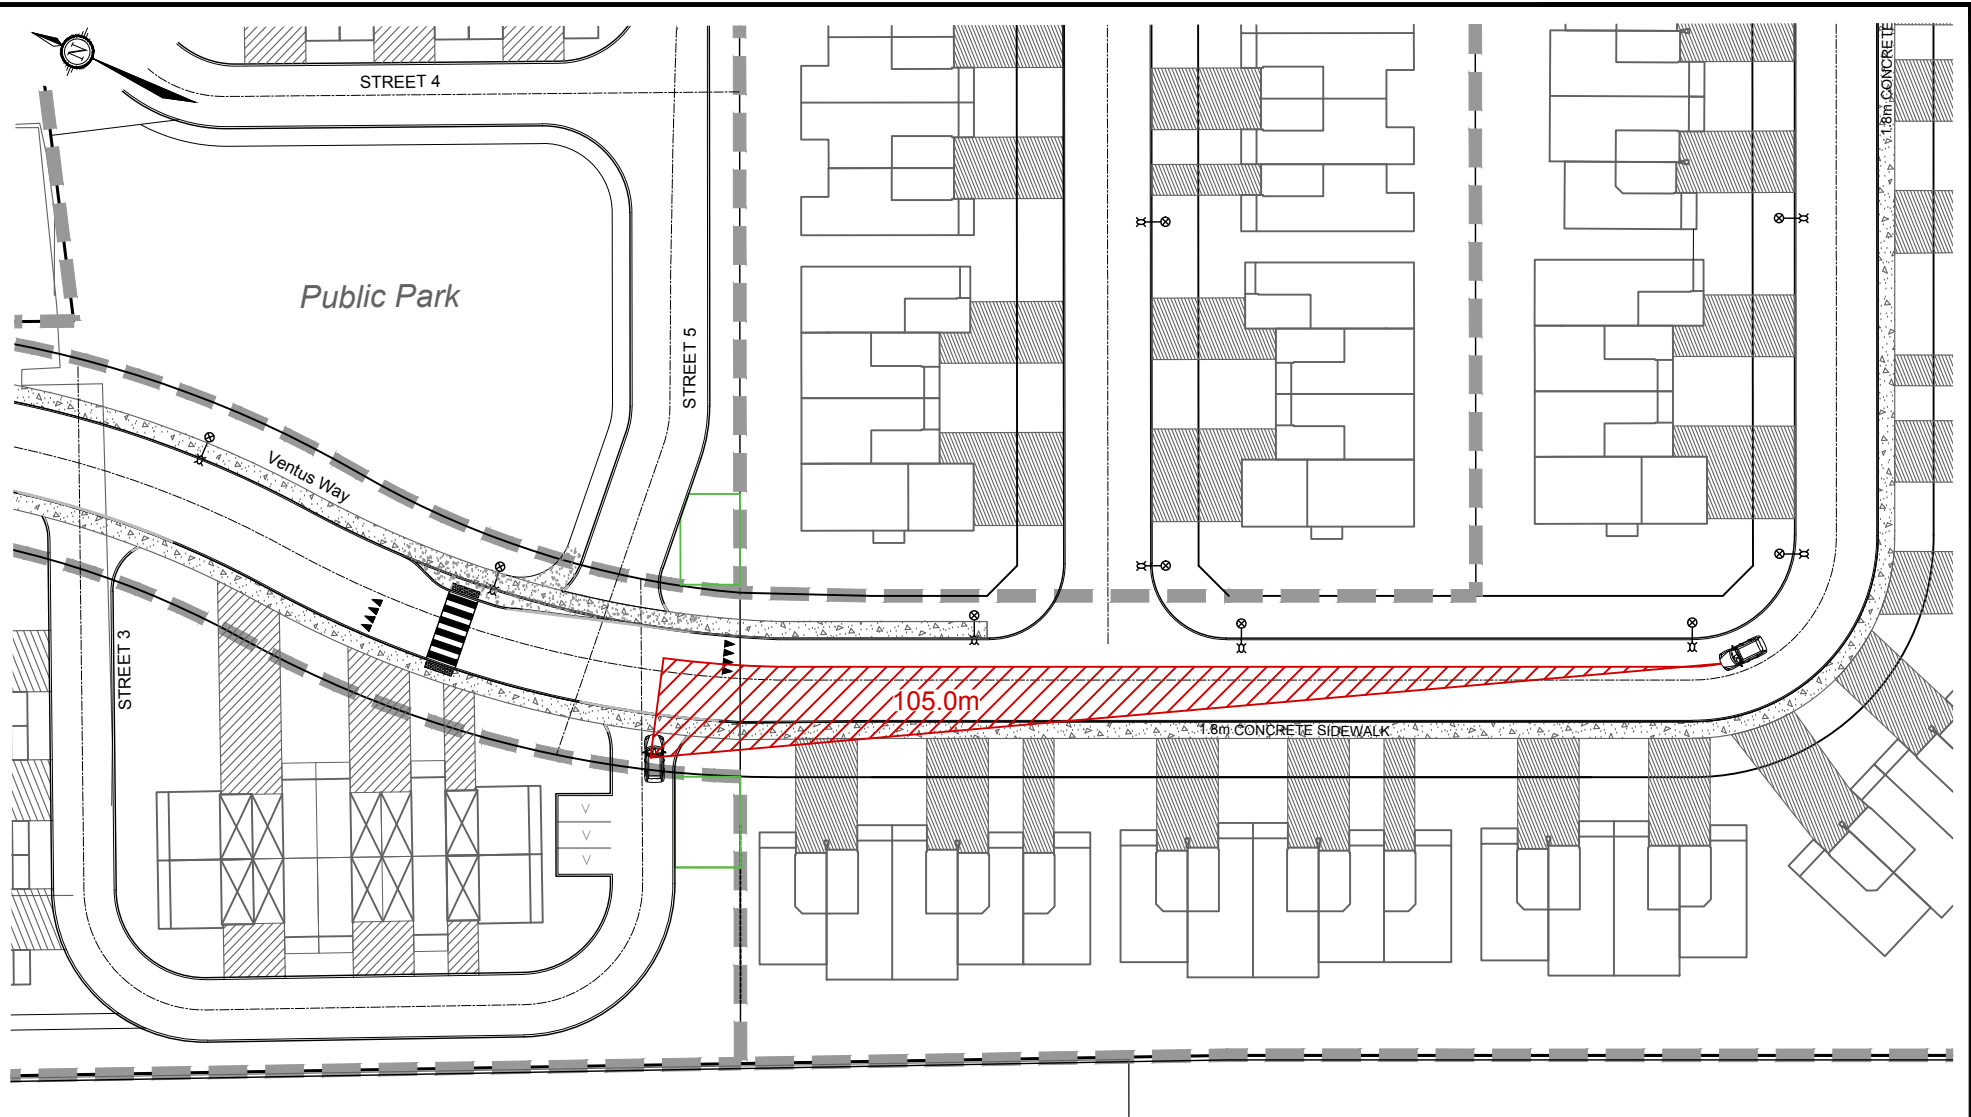 N
STREET 4
1.8m CONCRETE
Public Park
STREET 5
Ventus Way
STREET 3
105.0m
1.8m CONCRETE SIDEWALK